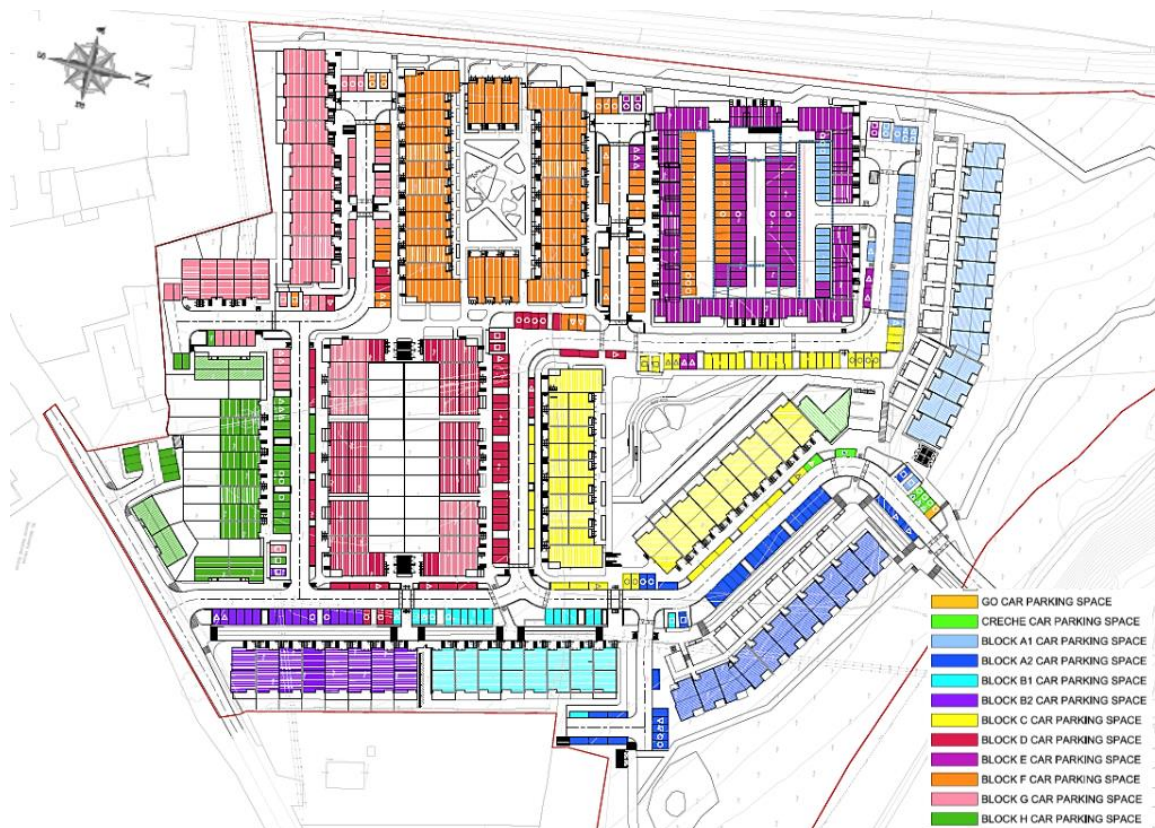 N
GO CAR PARKING SPACE
CRECHE CAR PARKING SPACE
BLOCK A1 CAR PARKING SPACE
BLOCK A2 CAR PARKING SPACE
BLOCK B1 CAR PARKING SPACE
BLOCK B2 CAR PARKING SPACE
BLOCK C CAR PARKING SPACE
BLOCK D CAR PARKING SPACE
BLOCK E CAR PARKING SPACE
BLOCK F CAR PARKING SPACE
BLOCK G CAR PARKING SPACE
BLOCK H CAR PARKING SPACE